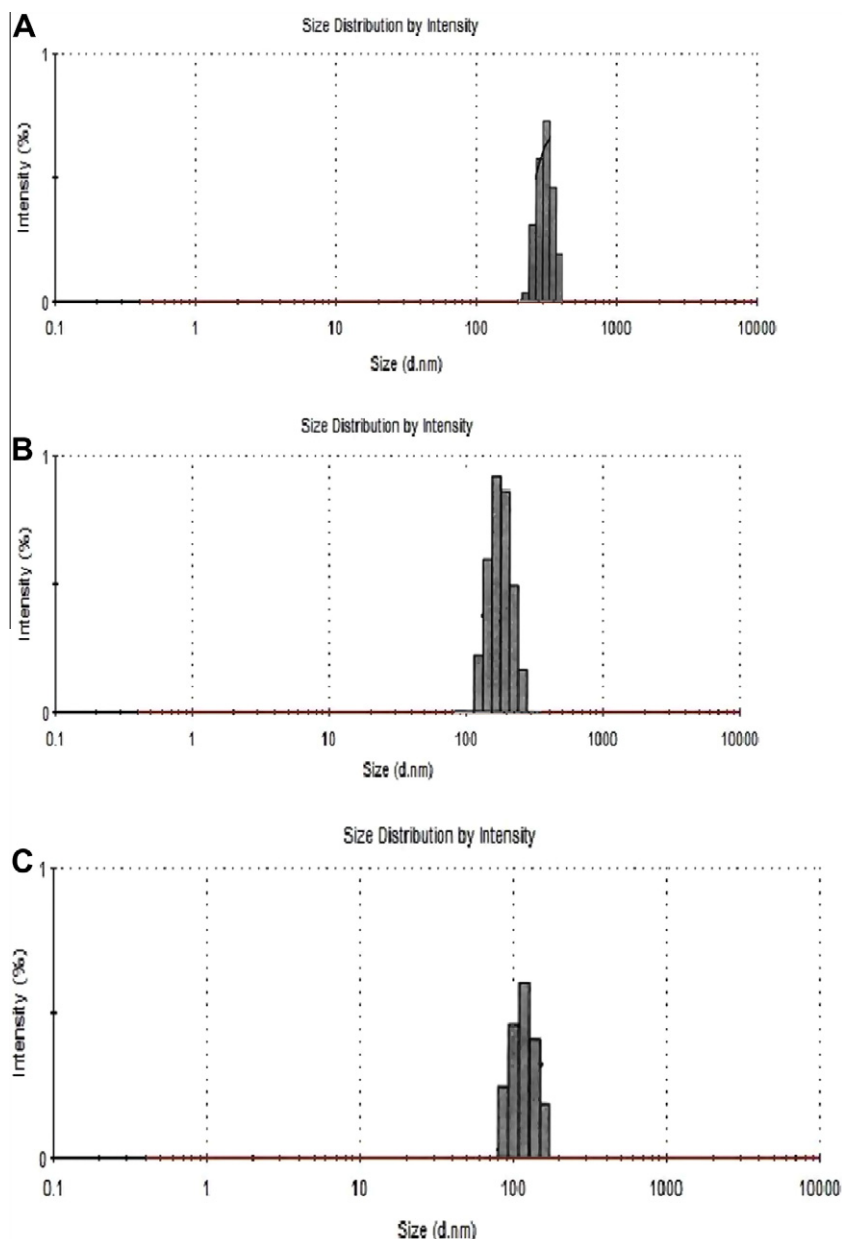 A
Size Distribution by Intensity
1
Intensity (%)
0
0.1 1 10 100 1000 10000
Size (d.nm)
B
Size Distribution by Intensity
1
Intensity (%)
0
0.1 1 10 100 1000 10000
Size (d.nm)
C
Size Distribution by Intensity
1
Intensity (%)
0
0.1 1 10 100 1000 10000
Size (d.nm)